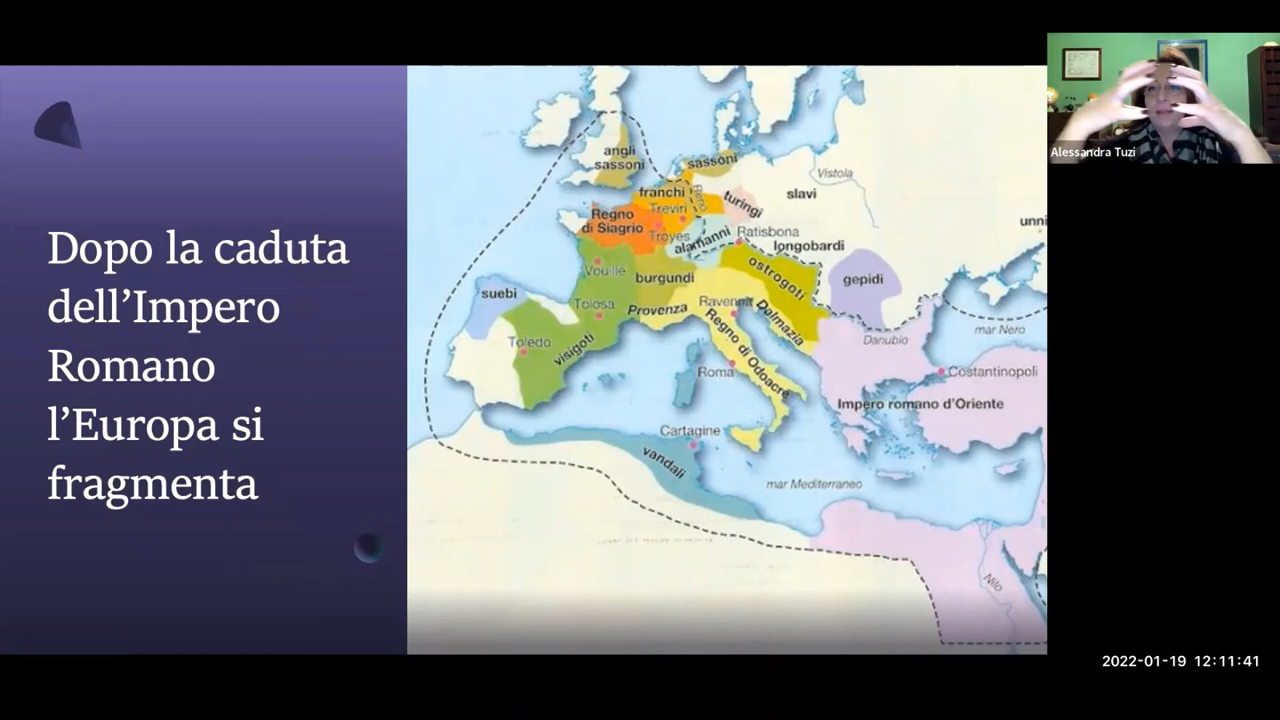 Dopo la caduta
dell'Impero
Romano
l'Europa si
fragmenta
angli
sassoni
sassoni
franchi
Reno
turingi
slavi
Vistola
Regno
di Siagrio
Treviri
Troyes
alamanni
Ratisbona
longobardi
unni
Vouillé
burgundi
ostrogoti
gepidi
suebi
Tolosa
Provenza
Ravenna
Dalmazia
mar Nero
Danubio
Toledo
visigoti
Regno di Odoacre
Roma
Costantinopoli
Impero romano d'Oriente
Cartagine
vandali
mar Mediterraneo
Nilo
Alessandra Tuzi
2022-01-19 12:11:41